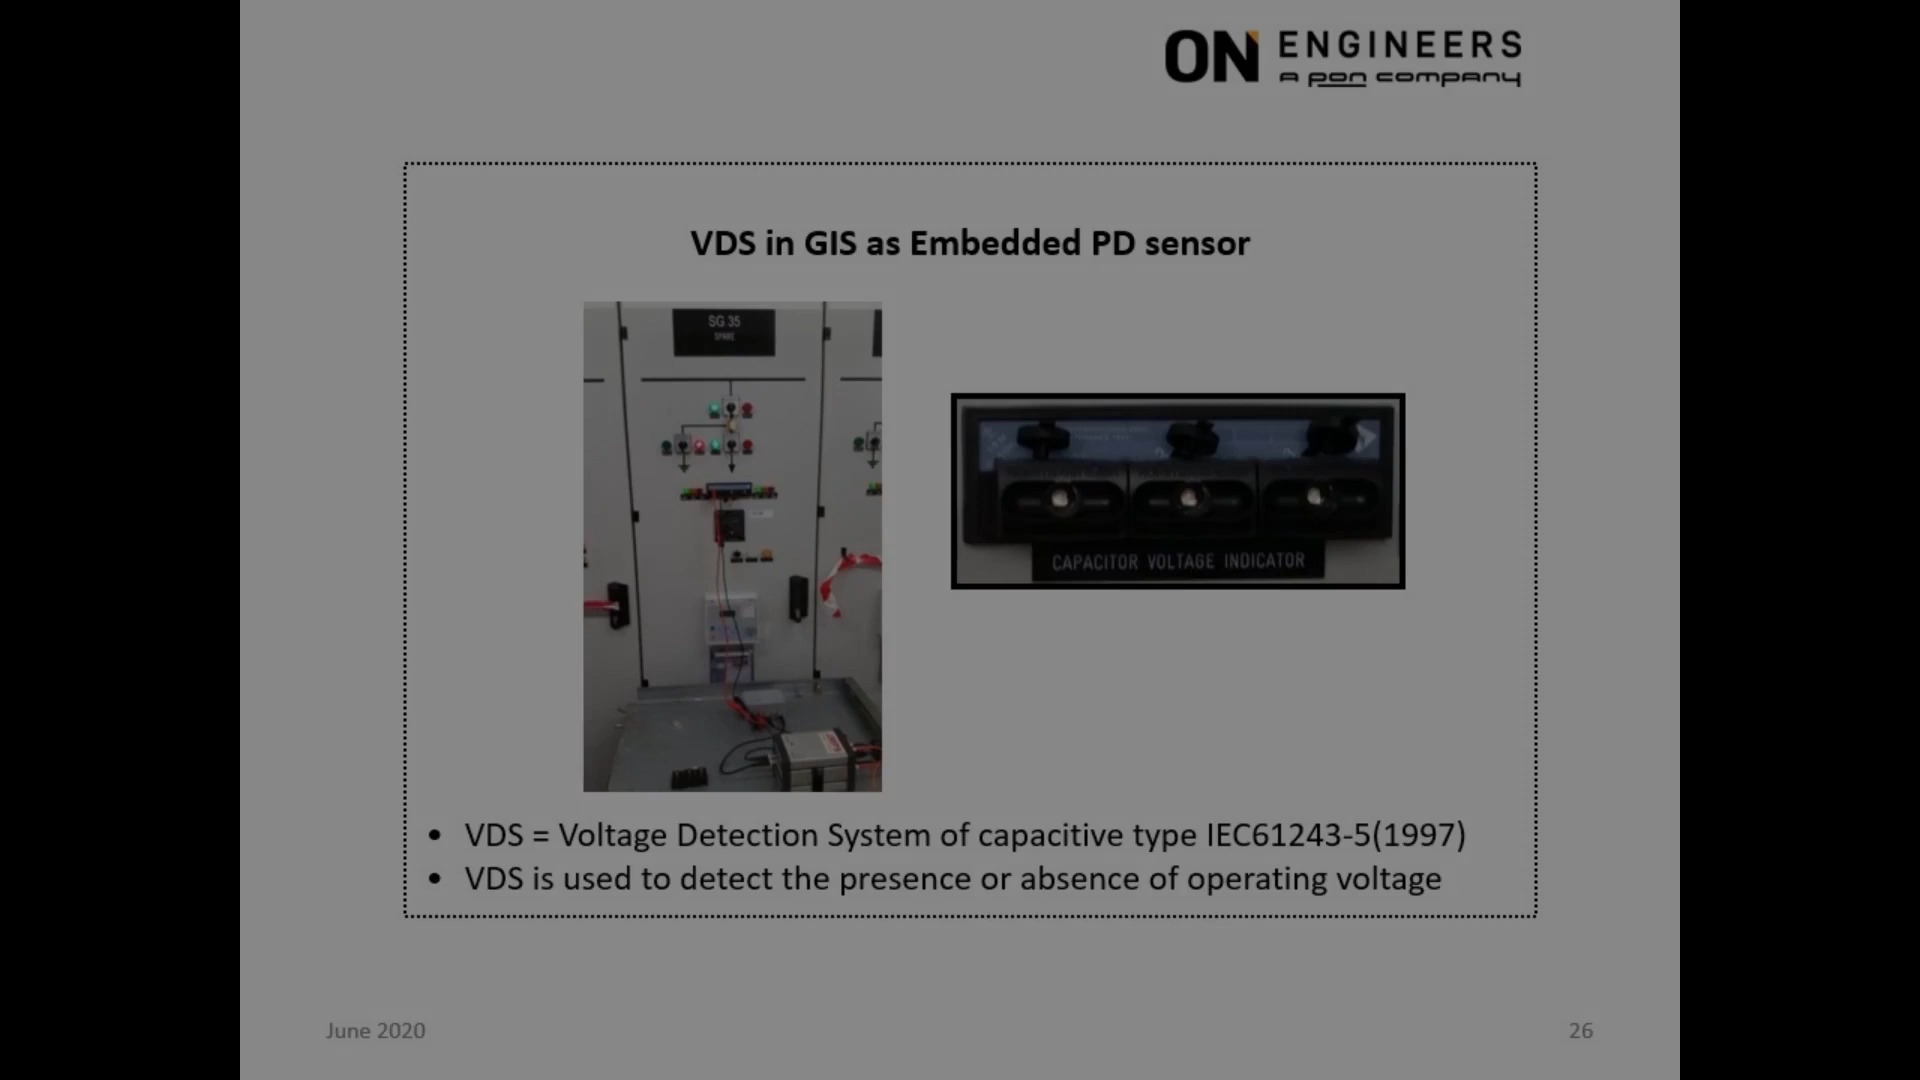 ON ENGINEERS
A pon company
VDS in GIS as Embedded PD sensor
SG 35
SPARE
CAPACITOR VOLTAGE INDICATOR
• VDS = Voltage Detection System of capacitive type IEC61243-5(1997)
• VDS is used to detect the presence or absence of operating voltage
June 2020
26